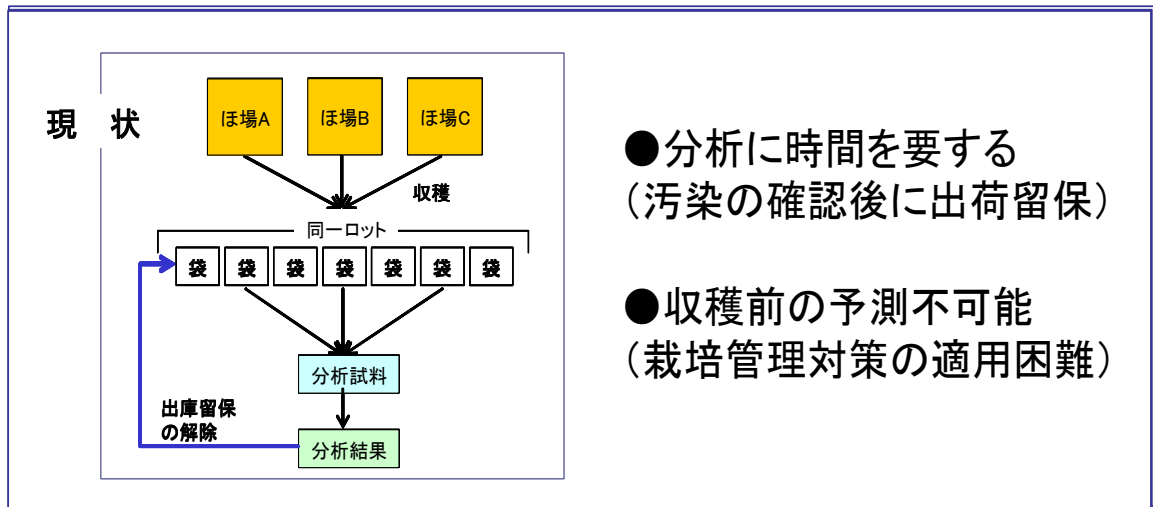 現 状
ほ場A
ほ場B
ほ場C
収穫
同一ロット
袋 袋 袋 袋 袋 袋 袋
分析試料
出庫留保
の解除
分析結果
●分析に時間を要する
(汚染の確認後に出荷留保)
●収穫前の予測不可能
(栽培管理対策の適用困難)